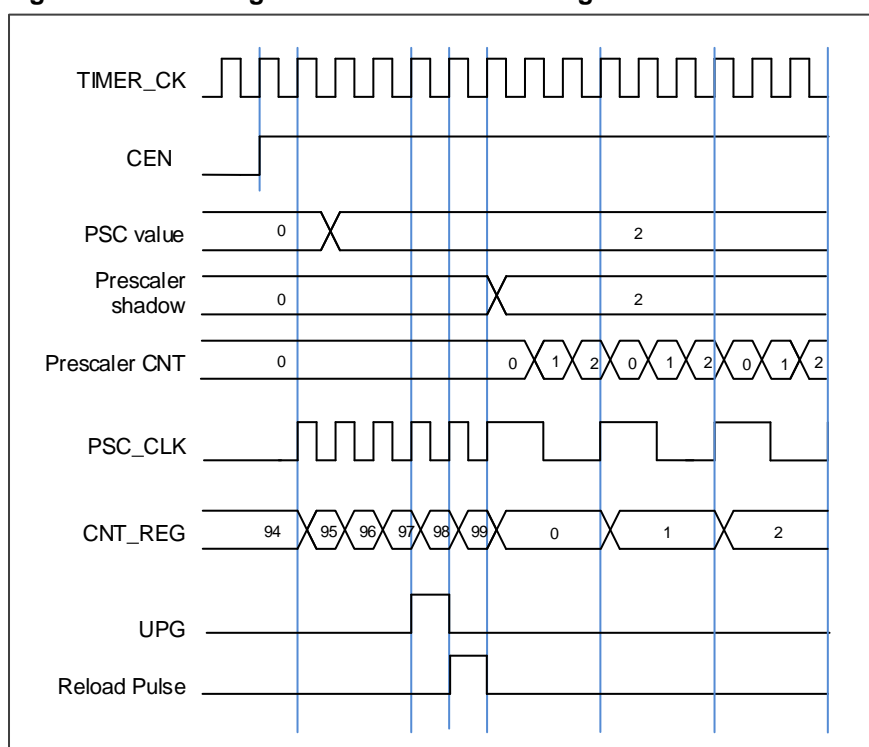 TIMER_CK
CEN
PSC value 0 2
Prescaler
shadow 0 2
Prescaler CNT 0 0 1 2 0 1 2 0 1 2
PSC_CLK
CNT_REG 94 95 96 97 98 99 0 1 2
UPG
Reload Pulse